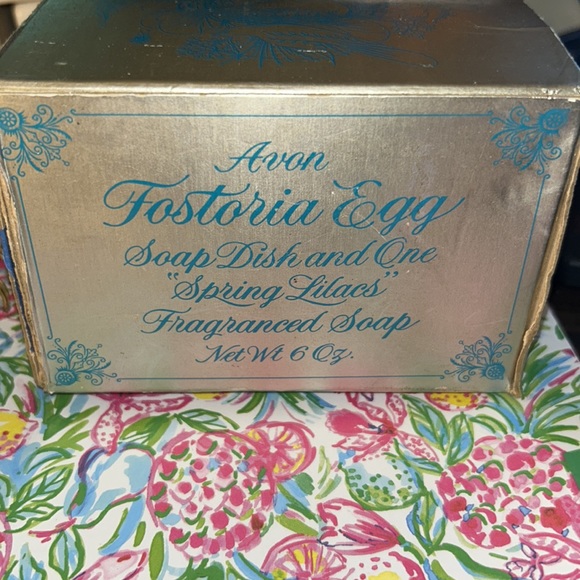 Avon
Fostoria Egg
Soap Dish and One
"Spring Lilacs"
Fragranced Soap
Net Wt 6 Oz.